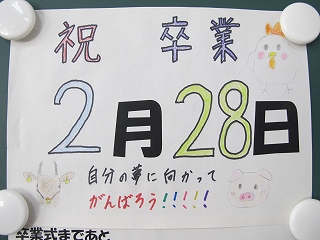 祝 卒業
2月28日
自分の夢に向かって
がんばろう!!!!!
卒業式まであと